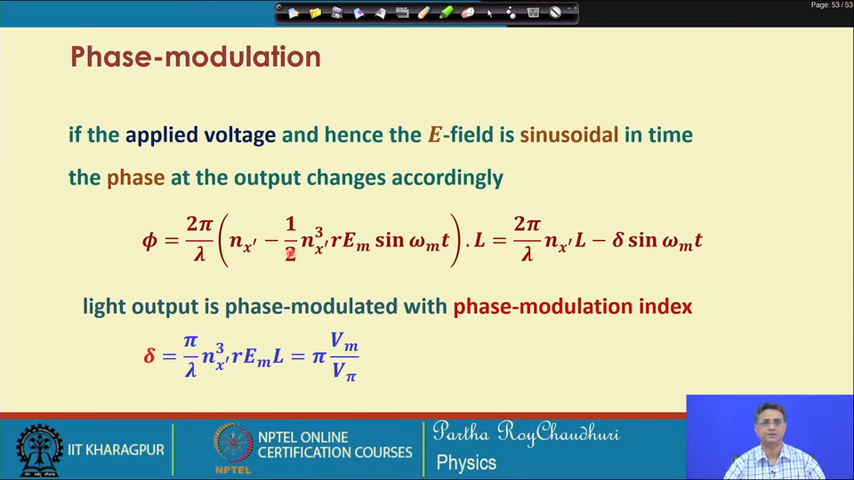 Page: 53 / 53
Phase-modulation
if the applied voltage and hence the E-field is sinusoidal in time
the phase at the output changes accordingly
ϕ = 2π/λ (n_x′ − 1/2 n_x′^3 rE_m sin ω_m t) . L = 2π/λ n_x′ L − δ sin ω_m t
light output is phase-modulated with phase-modulation index
δ = π/λ n_x′^3 rE_m L = π V_m/V_π
IIT KHARAGPUR
NPTEL
NPTEL ONLINE
CERTIFICATION COURSES
Partha RoyChaudhuri
Physics